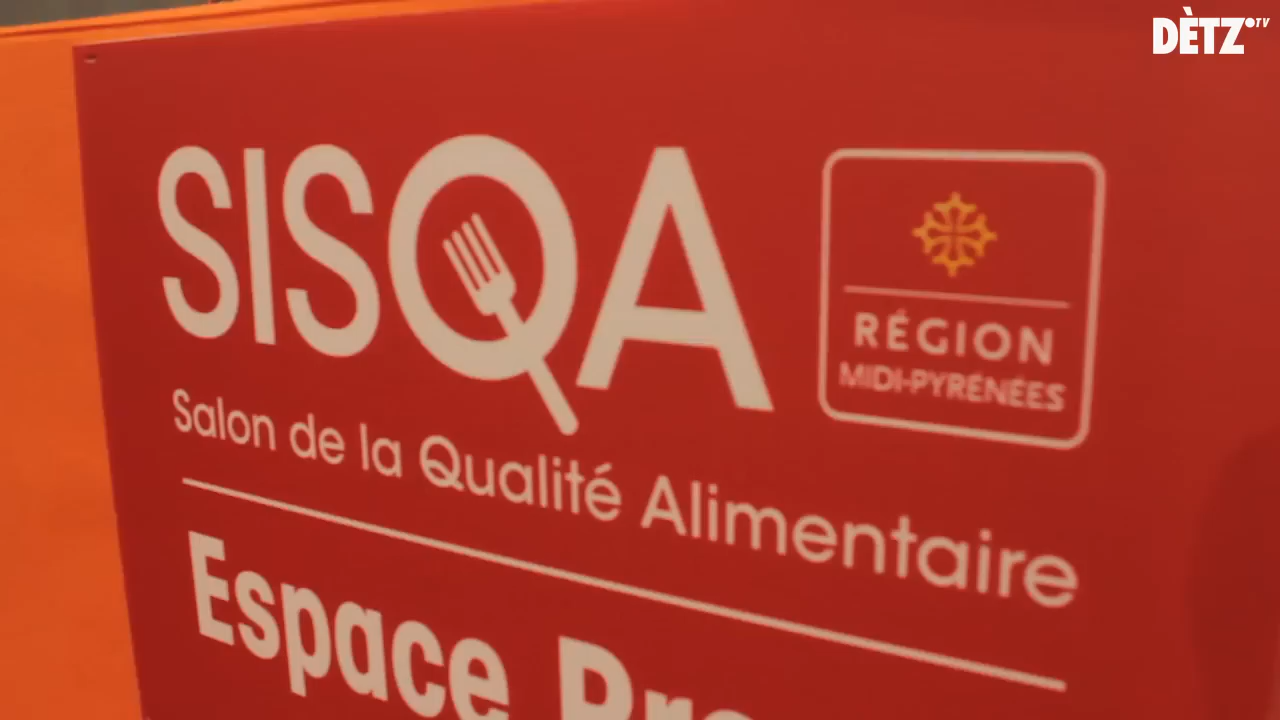 DÈTZ.TV
SISQA
RÉGION
MIDI-PYRÉNÉES
Salon de la Qualité Alimentaire
Espace